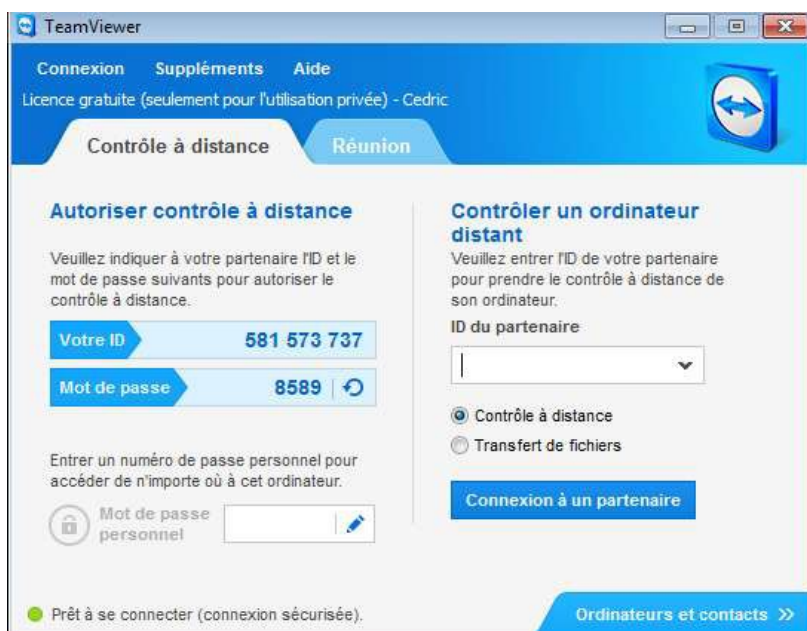 TeamViewer
Connexion Suppléments Aide
Licence gratuite (seulement pour l'utilisation privée) - Cedric
Contrôle à distance Réunion
Autoriser contrôle à distance
Veuillez indiquer à votre partenaire l'ID et le
mot de passe suivants pour autoriser le
contrôle à distance.
Votre ID 581 573 737
Mot de passe 8589
Entrer un numéro de passe personnel pour
accéder de n'importe où à cet ordinateur.
Mot de passe
personnel
Contrôler un ordinateur
distant
Veuillez entrer l'ID de votre partenaire
pour prendre le contrôle à distance de
son ordinateur.
ID du partenaire
Contrôle à distance
Transfert de fichiers
Connexion à un partenaire
Prêt à se connecter (connexion sécurisée).
Ordinateurs et contacts >>